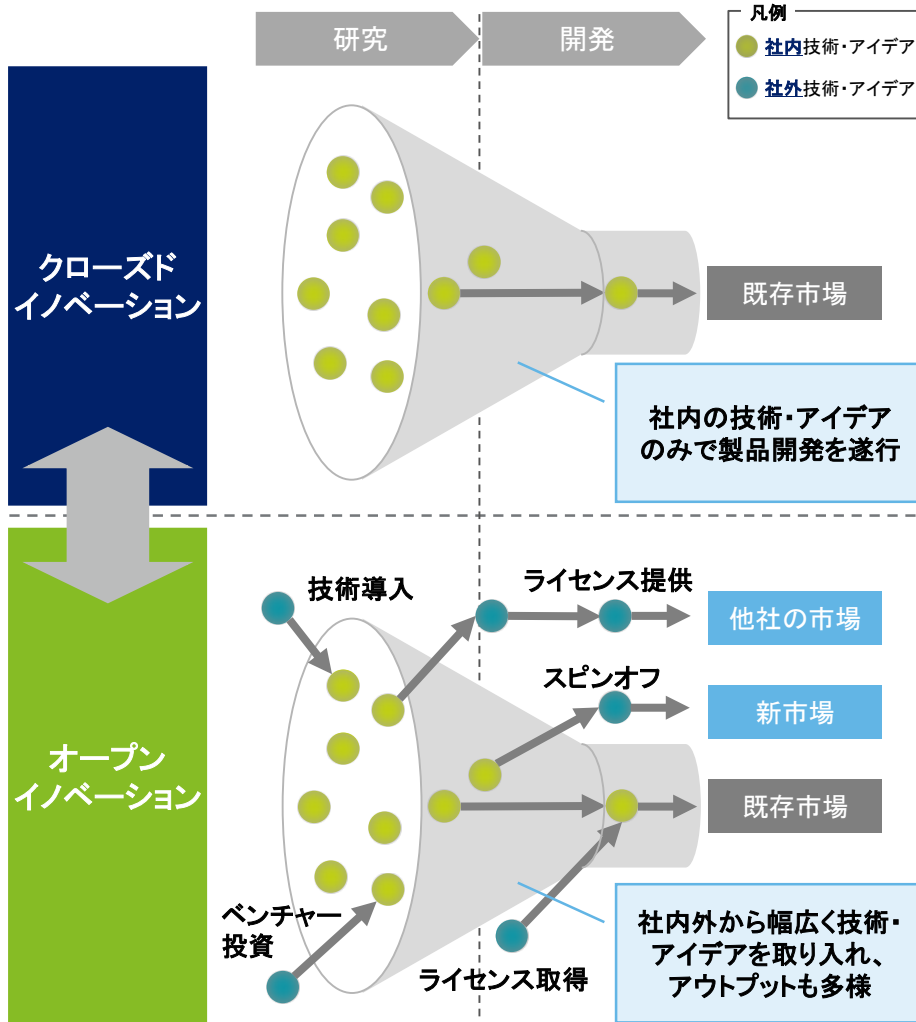 研究
開発
凡例
社内技術・アイデア
社外技術・アイデア
クローズド
イノベーション
既存市場
社内の技術・アイデア
のみで製品開発を遂行
オープン
イノベーション
技術導入
ライセンス提供
他社の市場
スピンオフ
新市場
既存市場
ベンチャー
投資
ライセンス取得
社内外から幅広く技術・
アイデアを取り入れ、
アウトプットも多様